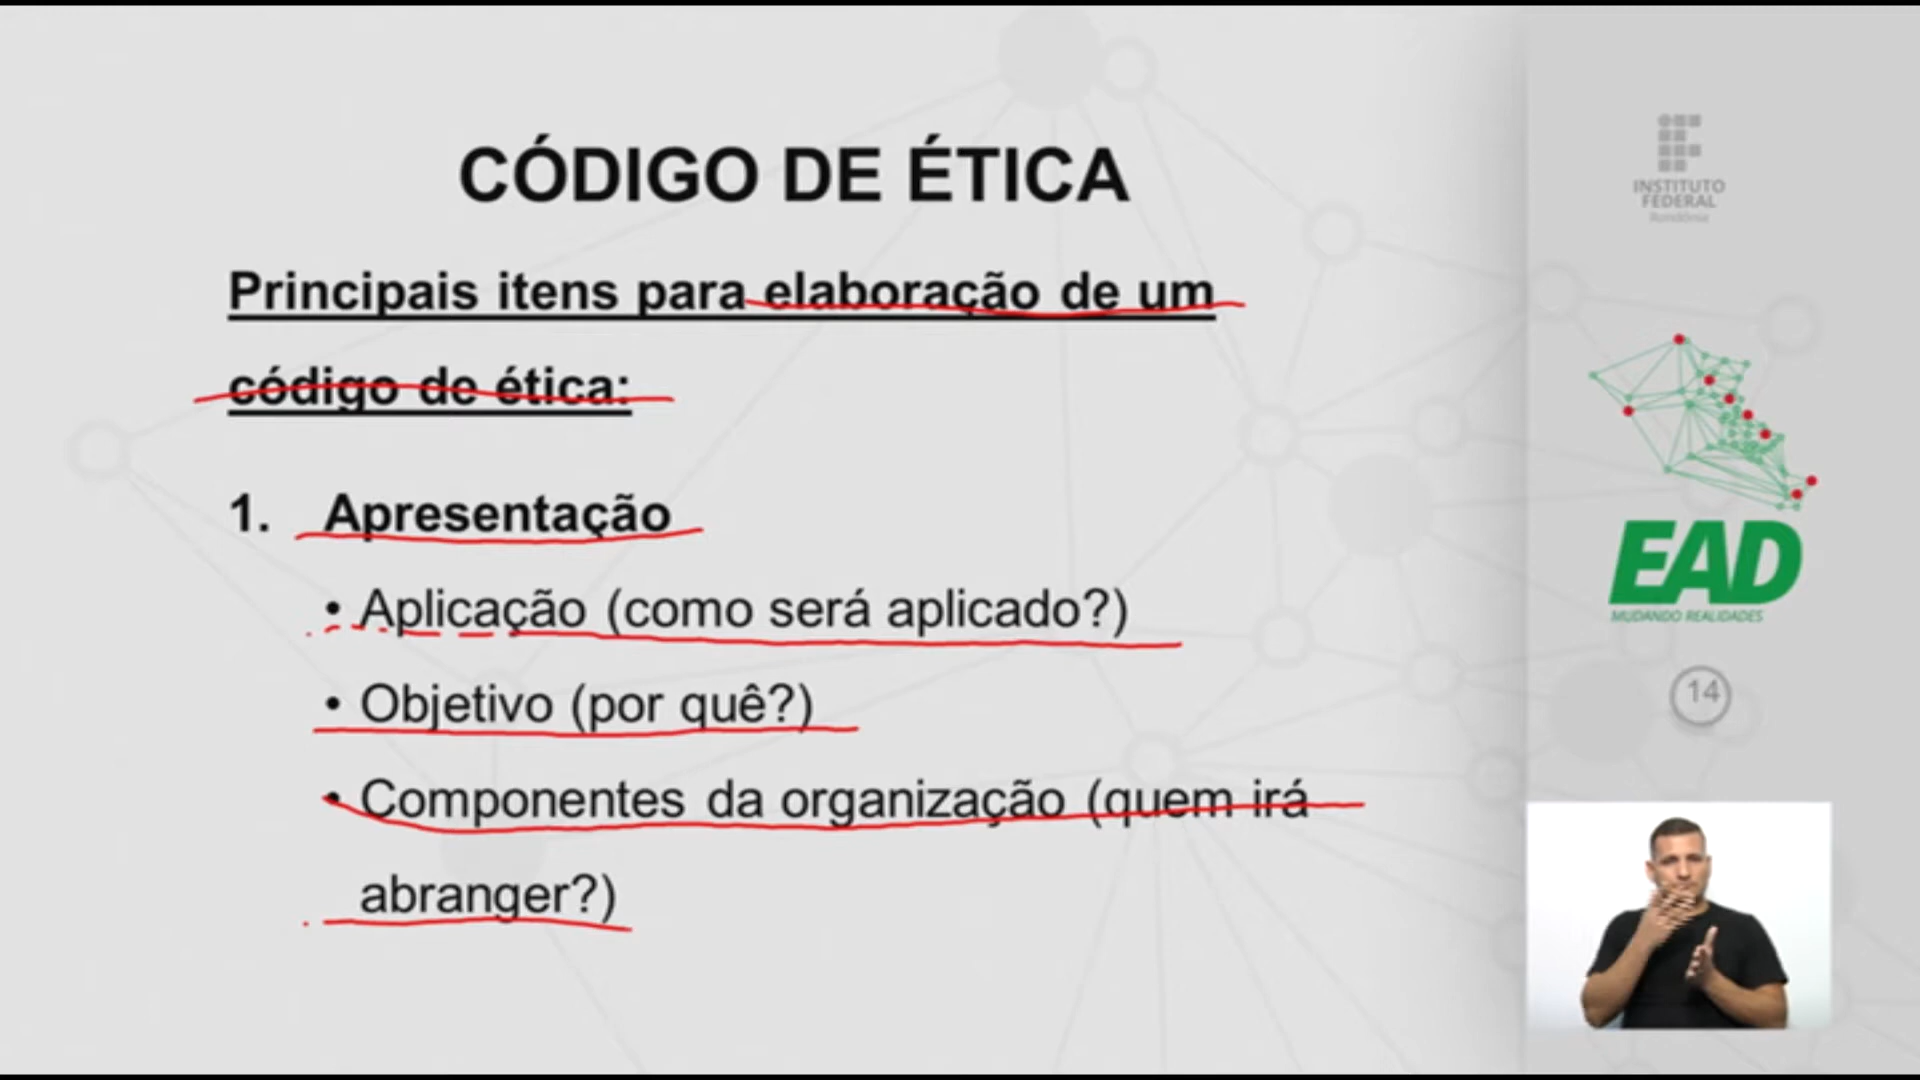 CÓDIGO DE ÉTICA
Principais itens para elaboração de um
código de ética:
1. Apresentação
• Aplicação (como será aplicado?)
• Objetivo (por quê?)
• Componentes da organização (quem irá
abranger?)
INSTITUTO
FEDERAL
Rondônia
EAD
MUDANDO REALIDADES
14